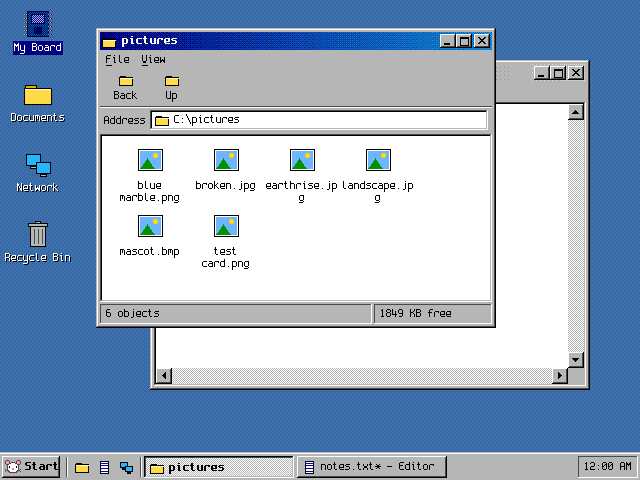 My Board
Documents
Network
Recycle Bin
pictures
File View
Back Up
Address C:\pictures
blue
marble.png
broken.jpg
earthrise.jp
g
landscape.jp
g
mascot.bmp
test
card.png
6 objects
1849 KB free
Start
pictures
notes.txt* - Editor
12:00 AM